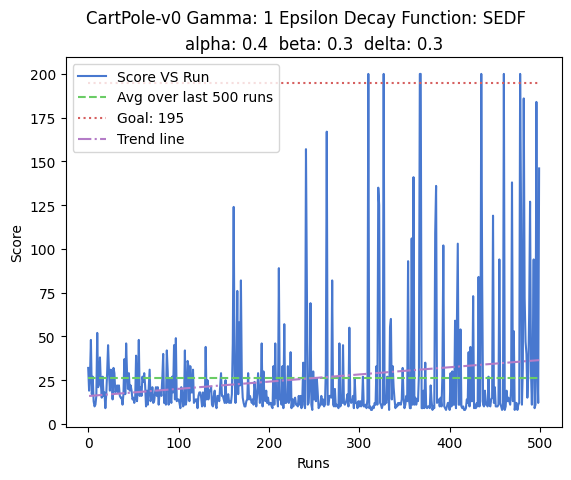 CartPole-v0 Gamma: 1 Epsilon Decay Function: SEDF
alpha: 0.4 beta: 0.3 delta: 0.3
Score VS Run
Avg over last 500 runs
Goal: 195
Trend line
200
175
150
125
100
75
50
25
0
Score
0 100 200 300 400 500
Runs